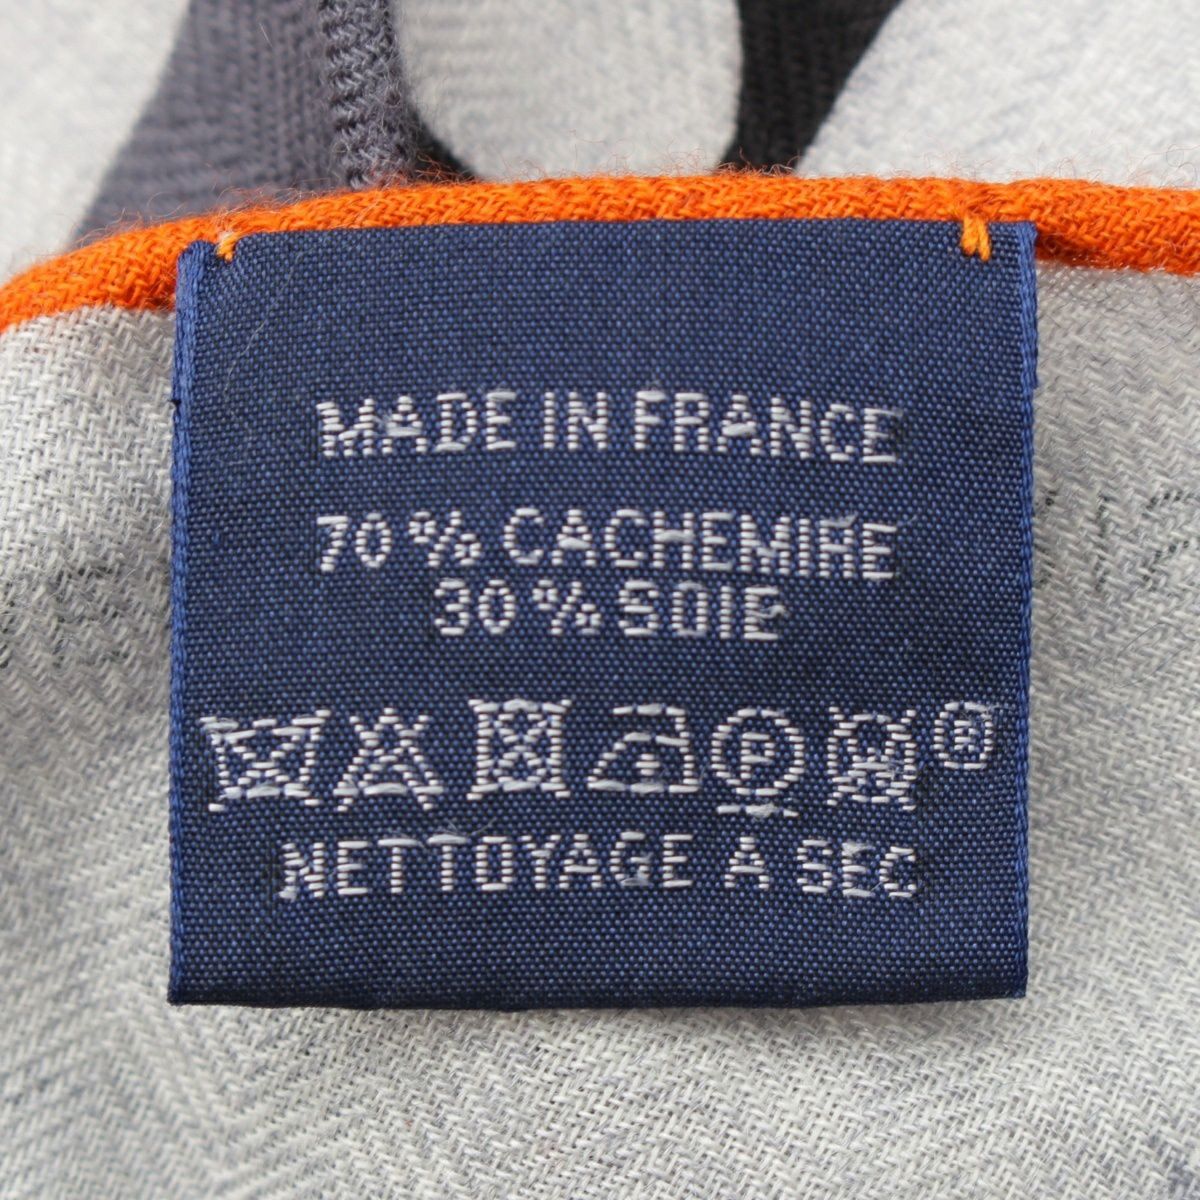 MADE IN FRANCE
70% CACHEMIRE
30% SOIE
P ®
NETTOYAGE A SEC